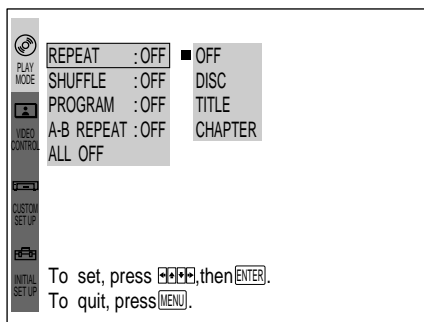 PLAY
MODE
VIDEO
CONTROL
CUSTOM
SET UP
INITIAL
SET UP
REPEAT :OFF
SHUFFLE :OFF
PROGRAM :OFF
A-B REPEAT :OFF
ALL OFF
OFF
DISC
TITLE
CHAPTER
To set, press ,then ENTER.
To quit, press MENU.